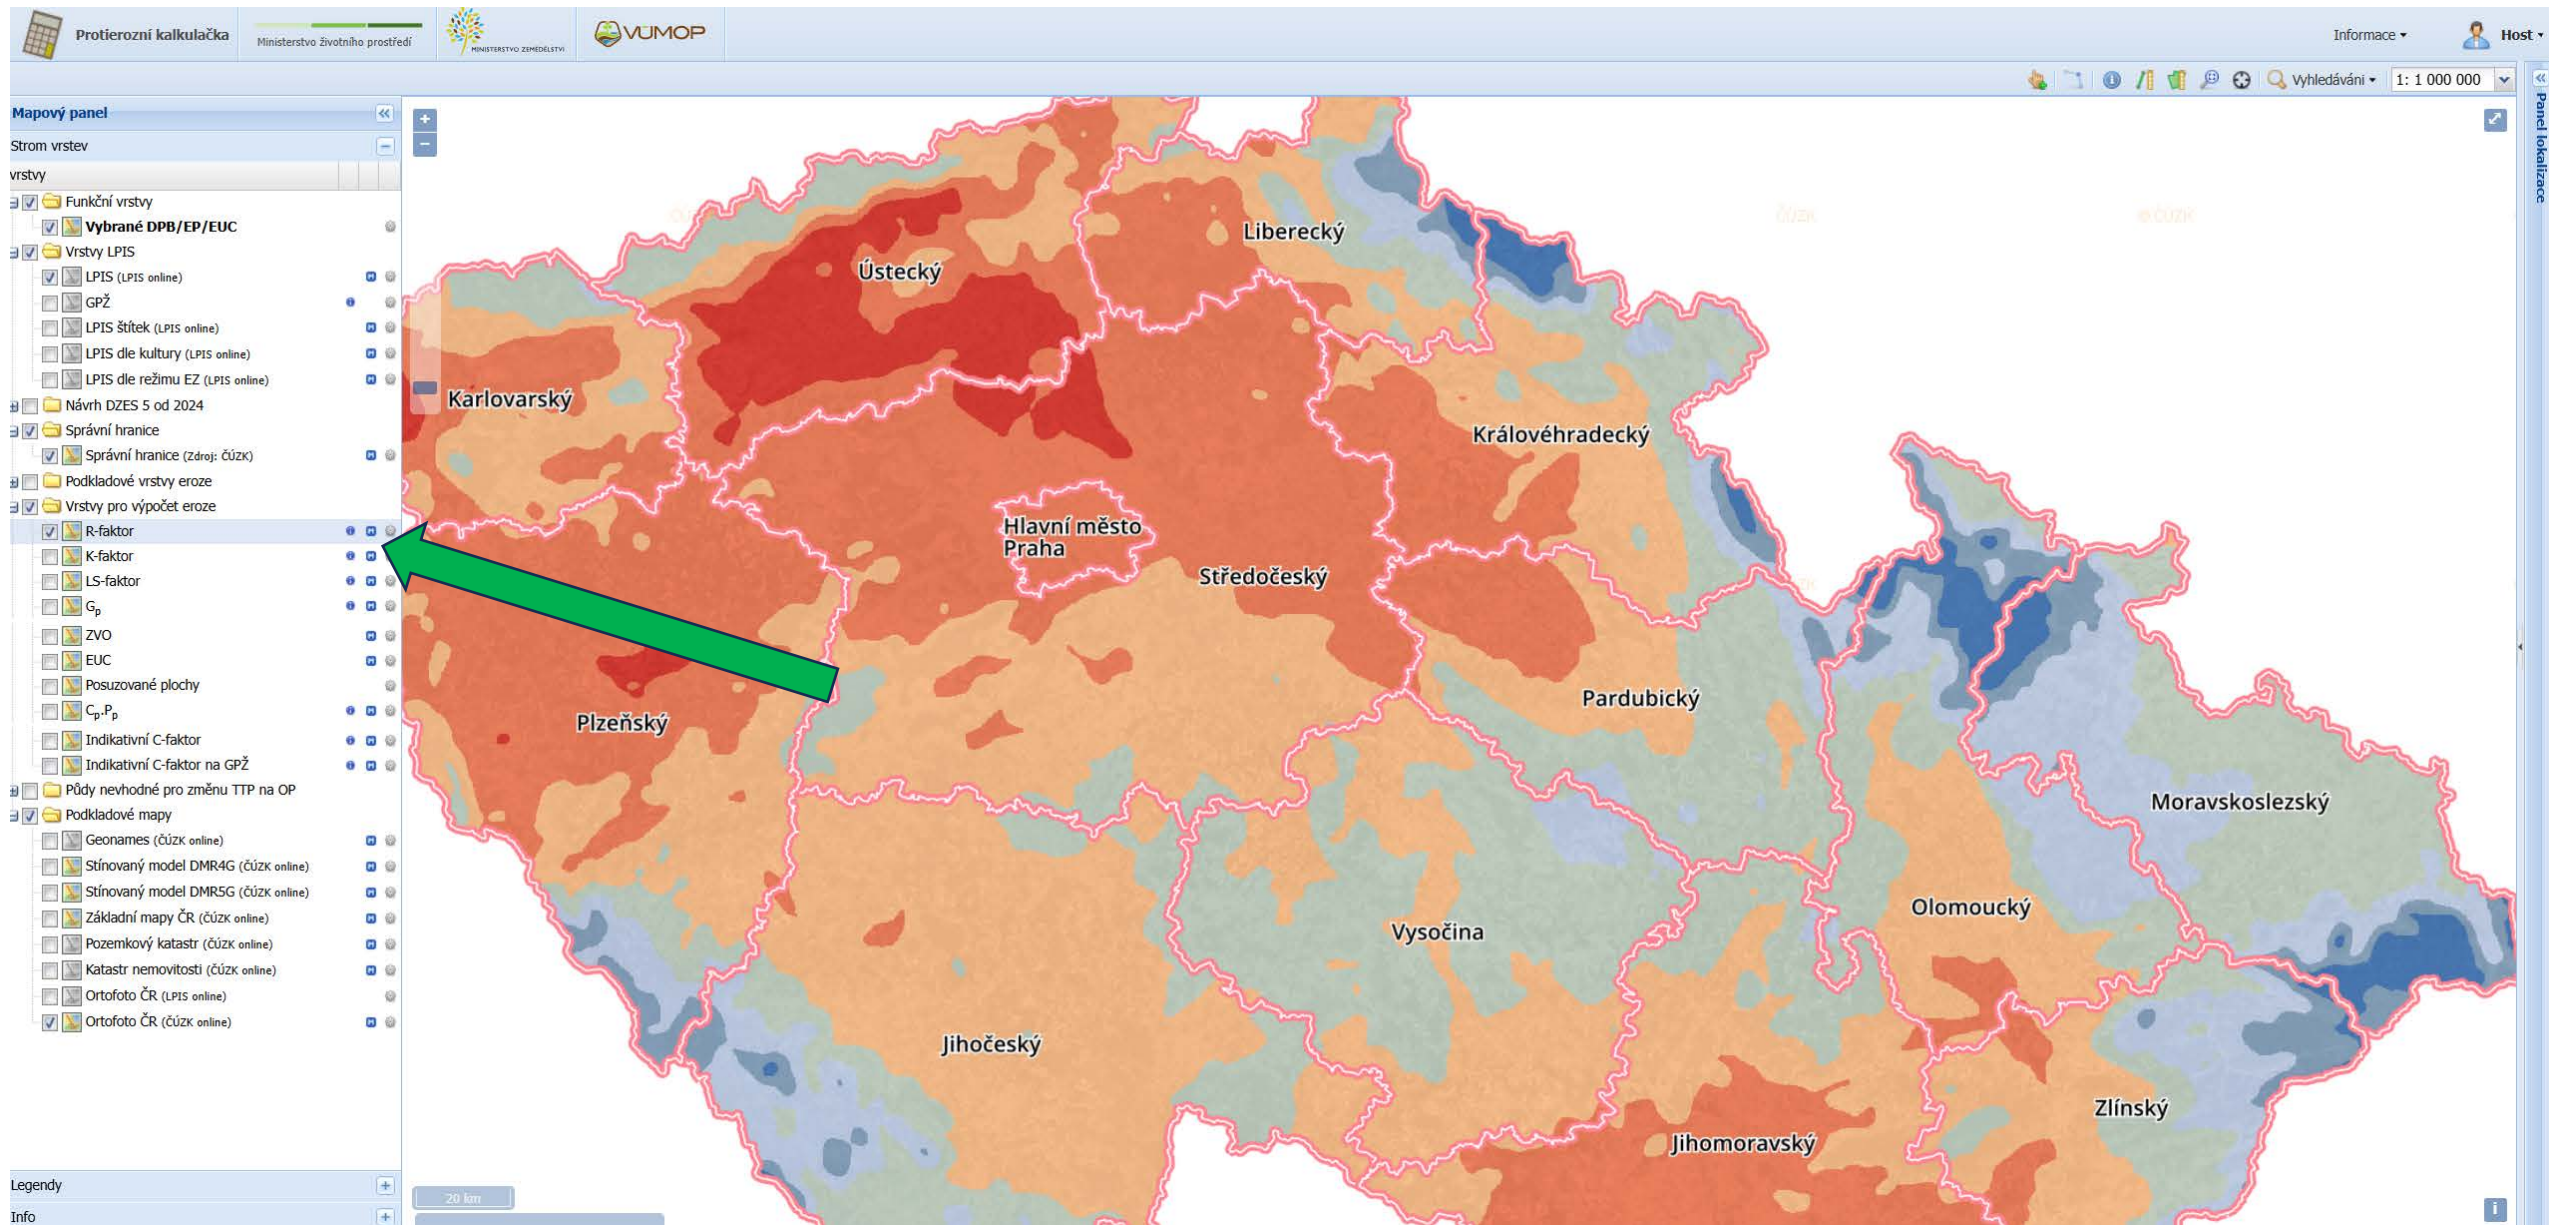 Protierozní kalkulačka
Ministerstvo životního prostředí
MINISTERSTVO ZEMĚDĚLSTVÍ
VÚMOP
Informace
Host
Vyhledávání
1: 1 000 000
Mapový panel
Panel lokalizace
Strom vrstev
vrstvy
Funkční vrstvy
Vybrané DPB/EP/EUC
Vrstvy LPIS
LPIS (LPIS online)
GPŽ
LPIS štítek (LPIS online)
LPIS dle kultury (LPIS online)
LPIS dle režimu EZ (LPIS online)
Návrh DZES 5 od 2024
Správní hranice
Správní hranice (Zdroj: ČÚZK)
Podkladové vrstvy eroze
Vrstvy pro výpočet eroze
R-faktor
K-faktor
LS-faktor
Gp
ZVO
EUC
Posuzované plochy
Cp.Pp
Indikativní C-faktor
Indikativní C-faktor na GPŽ
Půdy nevhodné pro změnu TTP na OP
Podkladové mapy
Geonames (ČÚZK online)
Stínovaný model DMR4G (ČÚZK online)
Stínovaný model DMR5G (ČÚZK online)
Základní mapy ČR (ČÚZK online)
Pozemkový katastr (ČÚZK online)
Katastr nemovitosti (ČÚZK online)
Ortofoto ČR (LPIS online)
Ortofoto ČR (ČÚZK online)
Legendy
Info
ČÚZK
© ČÚZK
Liberecký
Ústecký
Karlovarský
Královéhradecký
Hlavní město
Praha
Středočeský
Pardubický
Plzeňský
Moravskoslezský
Olomoucký
Vysočina
Jihočeský
Zlínský
Jihomoravský
20 km